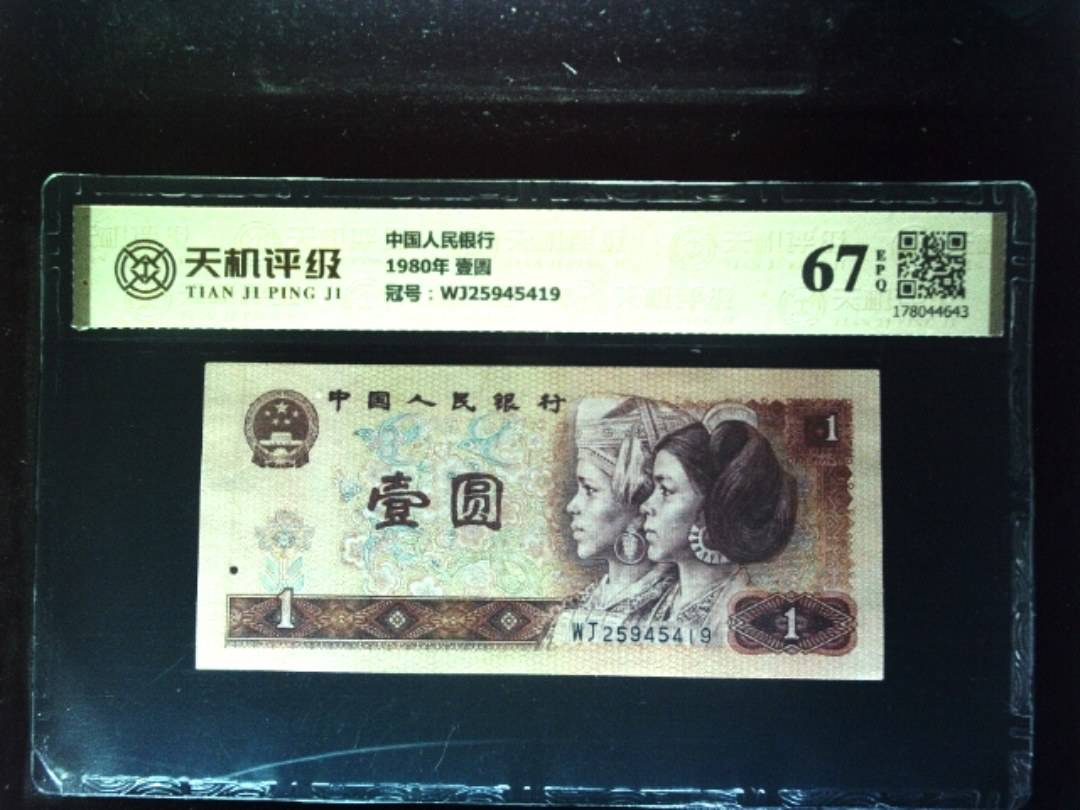 天机评级
TIAN JI PING JI
中国人民银行
1980年 壹圆
冠号：WJ25945419
67
EPQ
178044643
中国人民银行
1
壹圆
1
WJ25945419
1